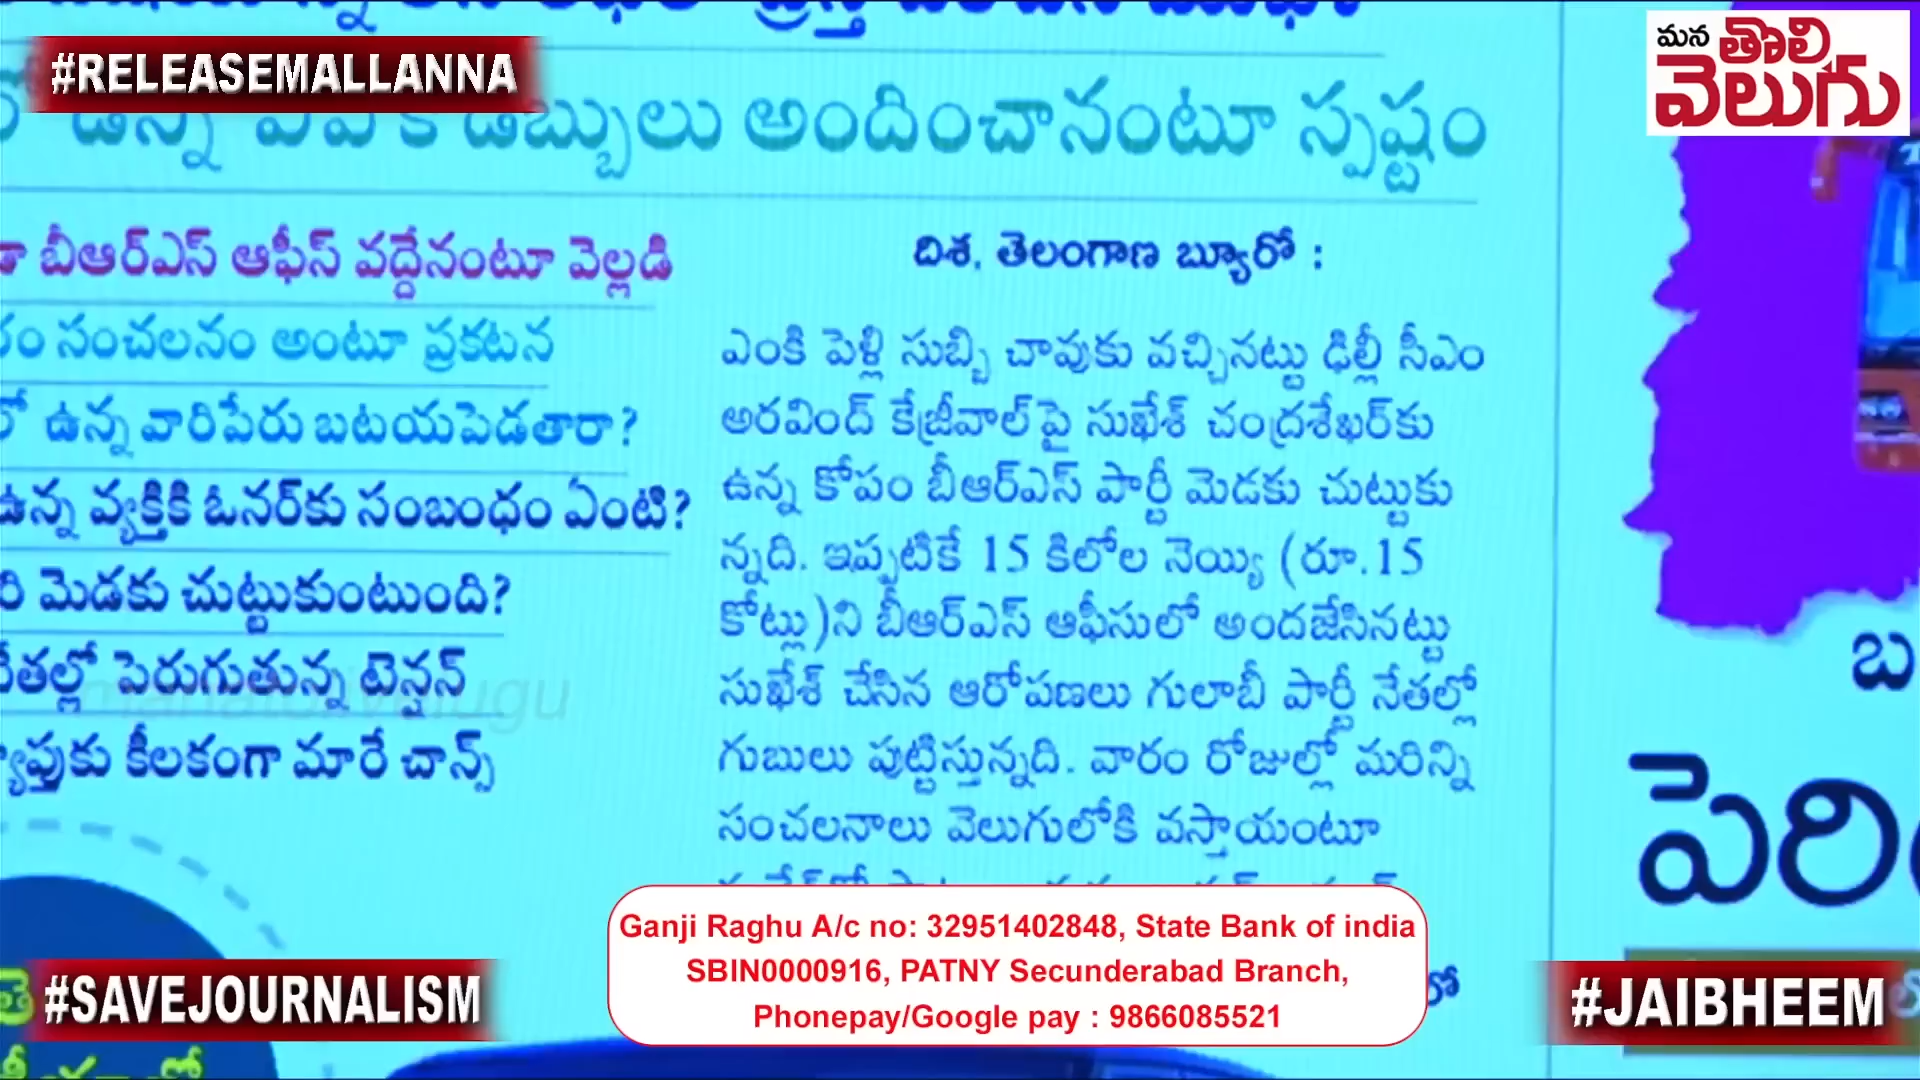 #RELEASEMALLANNA
మన
తొలి
వెలుగు
డబ్బులు అందించానంటూ స్పష్టం
బీఆర్ఎస్ ఆఫీస్ వద్దేనంటూ వెల్లడి
సంచలనం అంటూ ప్రకటన
ఉన్న వారిపేరు బటయపెడతారా?
ఉన్న వ్యక్తికి ఓనర్‌కు సంబంధం ఏంటి?
మెడకు చుట్టుకుంటుంది?
పెరుగుతున్న టెన్షన్
కీలకంగా మారే చాన్స్
దిశ, తెలంగాణ బ్యూరో :
ఎంకి పెళ్లి సుబ్బి చావుకు వచ్చినట్టు ఢిల్లీ సీఎం
అరవింద్ కేజ్రీవాల్‌పై సుఖేశ్ చంద్రశేఖర్‌కు
ఉన్న కోపం బీఆర్ఎస్ పార్టీ మెడకు చుట్టుకు
న్నది. ఇప్పటికే 15 కిలోల నెయ్యి (రూ.15
కోట్లు)ని బీఆర్ఎస్ ఆఫీసులో అందజేసినట్టు
సుఖేశ్ చేసిన ఆరోపణలు గులాబీ పార్టీ నేతల్లో
గుబులు పుట్టిస్తున్నది. వారం రోజుల్లో మరిన్ని
సంచలనాలు వెలుగులోకి వస్తాయంటూ
Ganji Raghu A/c no: 32951402848, State Bank of india
SBIN0000916, PATNY Secunderabad Branch,
Phonepay/Google pay : 9866085521
#SAVEJOURNALISM
#JAIBHEEM